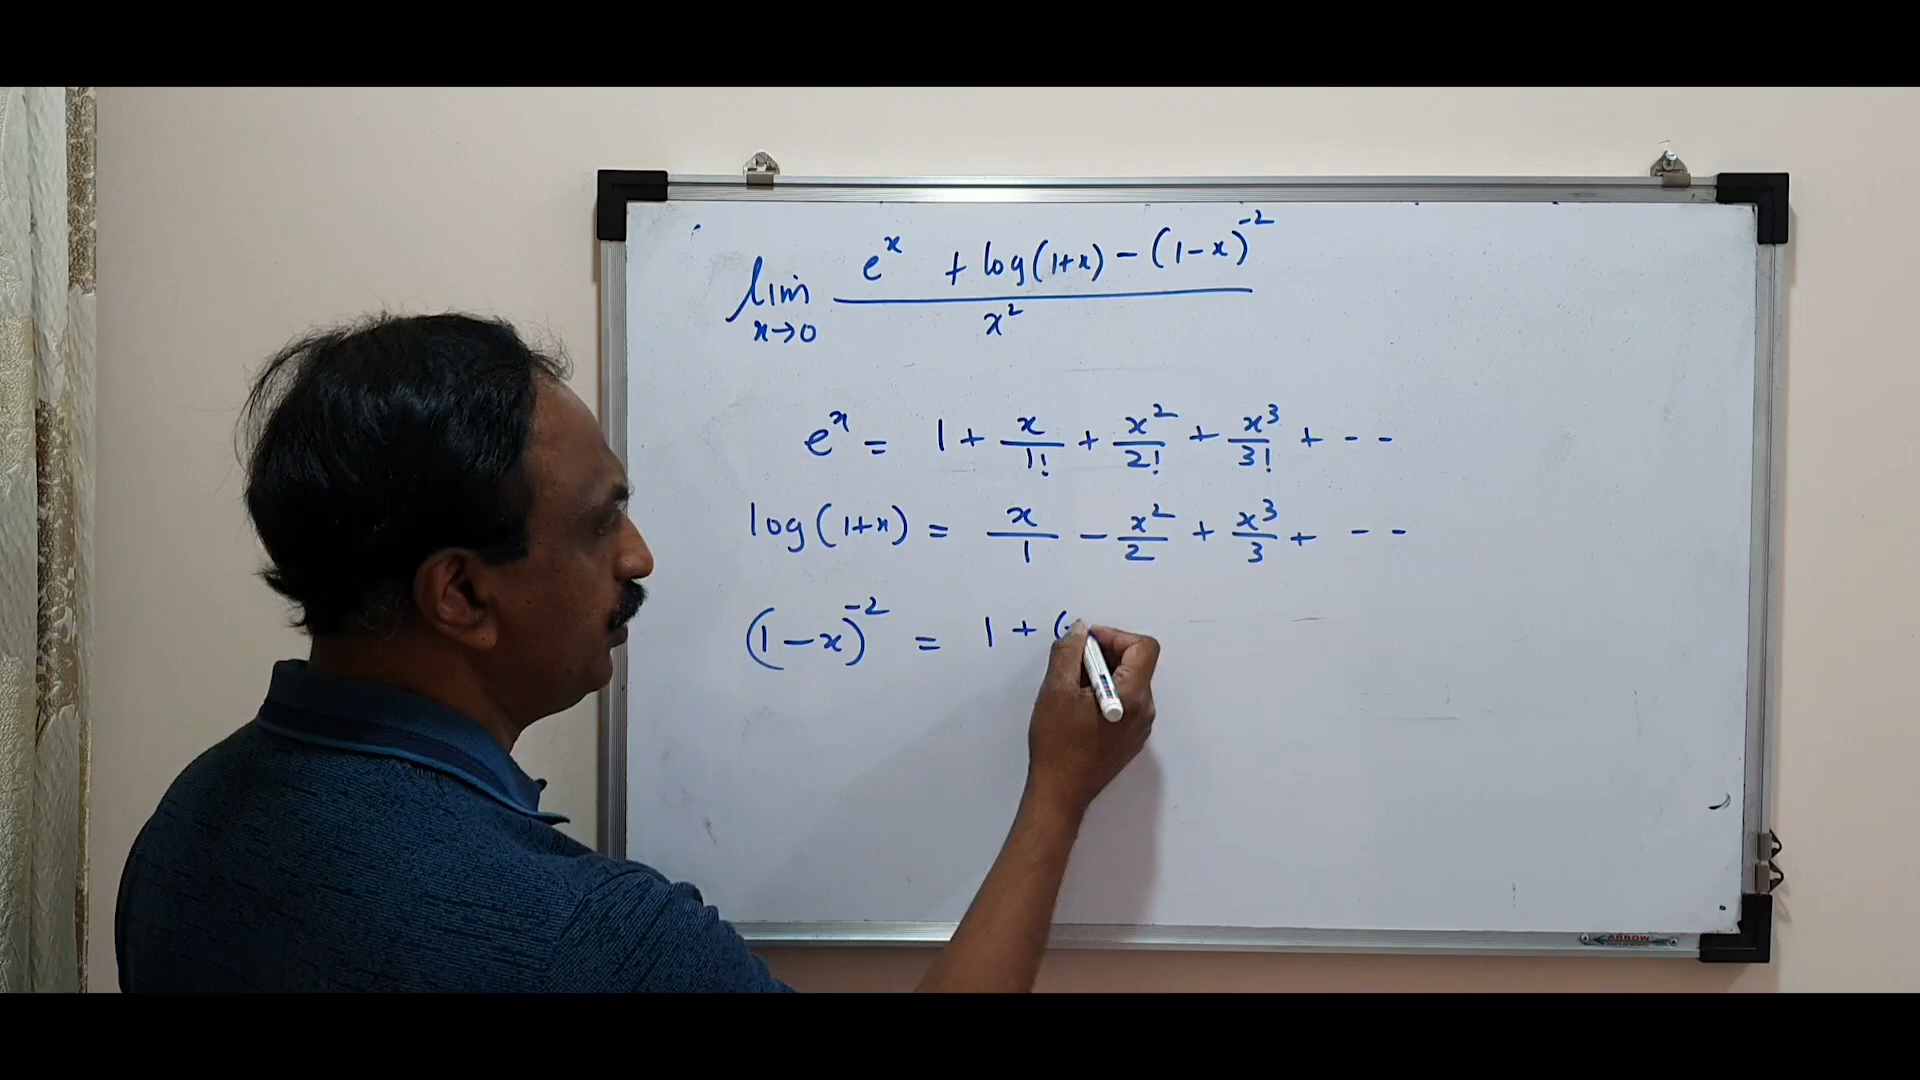 lim x→0 (e^x + log(1+x) - (1-x)^-2) / x^2
e^x = 1 + x/1! + x^2/2! + x^3/3! + - -
log(1+x) = x/1 - x^2/2 + x^3/3 + - -
(1-x)^-2 = 1 + (-
ARROW